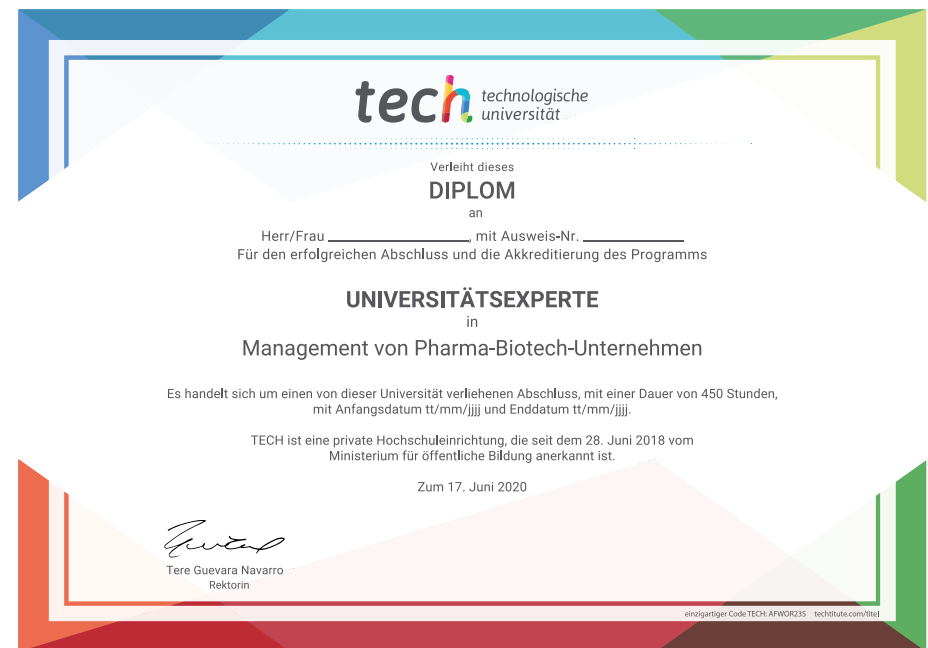 tech technologische
universität
Verleiht dieses
DIPLOM
an
Herr/Frau ____________, mit Ausweis-Nr. ____________
Für den erfolgreichen Abschluss und die Akkreditierung des Programms
UNIVERSITÄTSEXPERTE
in
Management von Pharma-Biotech-Unternehmen
Es handelt sich um einen von dieser Universität verliehenen Abschluss, mit einer Dauer von 450 Stunden,
mit Anfangsdatum tt/mm/jjjj und Enddatum tt/mm/jjjj.
TECH ist eine private Hochschuleinrichtung, die seit dem 28. Juni 2018 vom
Ministerium für öffentliche Bildung anerkannt ist.
Zum 17. Juni 2020
Tere Guevara Navarro
Rektorin
einzigartiger Code TECH: AFWOR23S techtitute.com/titel